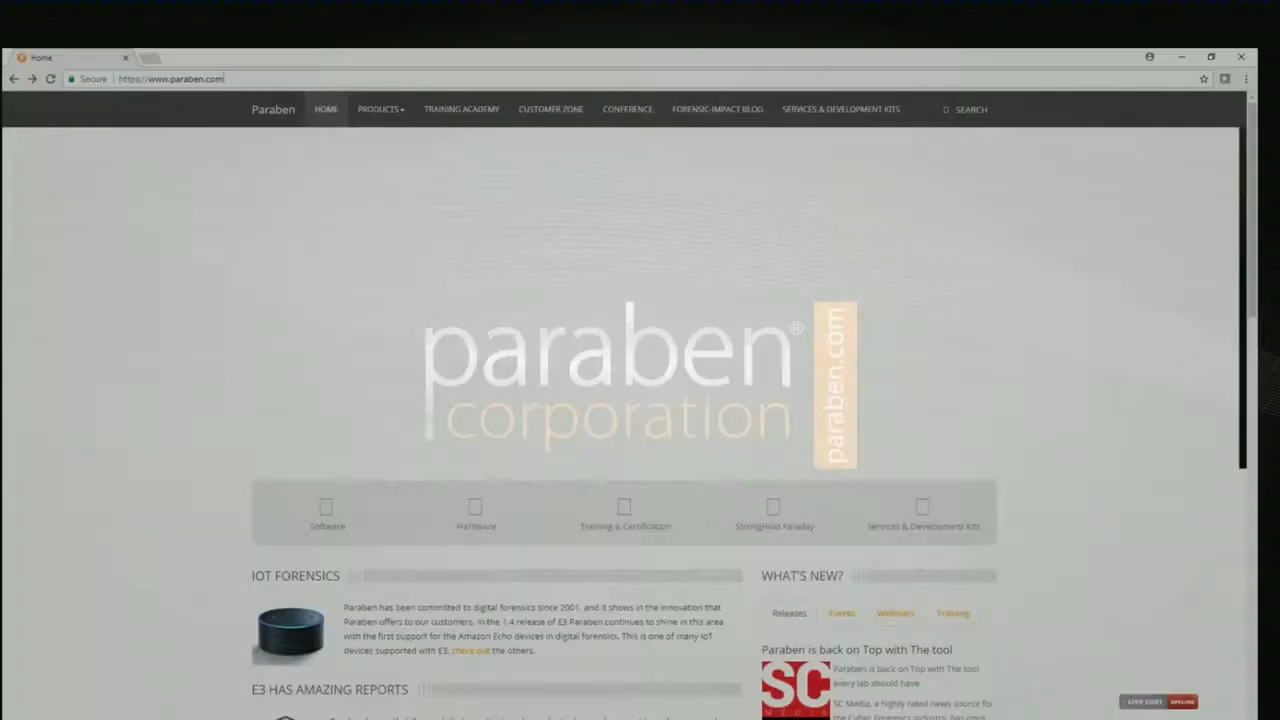 Home
Secure https://www.paraben.com
Paraben HOME PRODUCTS TRAINING ACADEMY CUSTOMER ZONE CONFERENCE FORENSIC-IMPACT BLOG SERVICES & DEVELOPMENT KITS SEARCH
paraben®
corporation
paraben.com
Software Hardware Training & Certification StrongHold Faraday Services & Development Kits
IOT FORENSICS
Paraben has been committed to digital forensics since 2001, and it shows in the innovation that
Paraben offers to our customers. In the 1.4 release of E3 Paraben continues to shine in this area
with the first support for the Amazon Echo devices in digital forensics. This is one of many IoT
devices supported with E3, check out the others.
E3 HAS AMAZING REPORTS
WHAT'S NEW?
Releases Events Webinars Training
Paraben is back on Top with The tool
SC
MEDIA
Paraben is back on Top with The tool
every lab should have
SC Media, a highly rated news source for
the Cyber Forensics industry, has once
LIVE CHAT OFFLINE